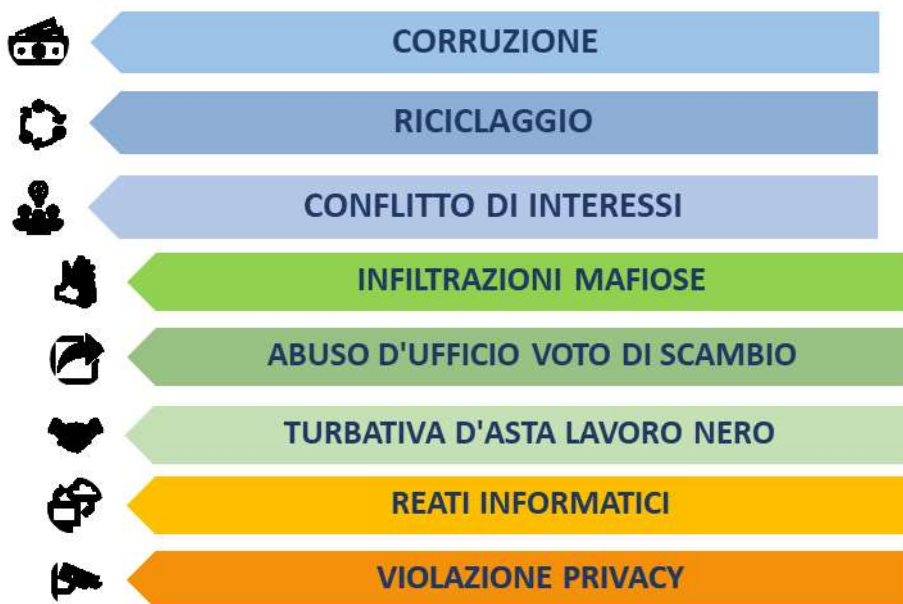 CORRUZIONE
RICICLAGGIO
CONFLITTO DI INTERESSI
INFILTRAZIONI MAFIOSE
ABUSO D'UFFICIO VOTO DI SCAMBIO
TURBATIVA D'ASTA LAVORO NERO
REATI INFORMATICI
VIOLAZIONE PRIVACY